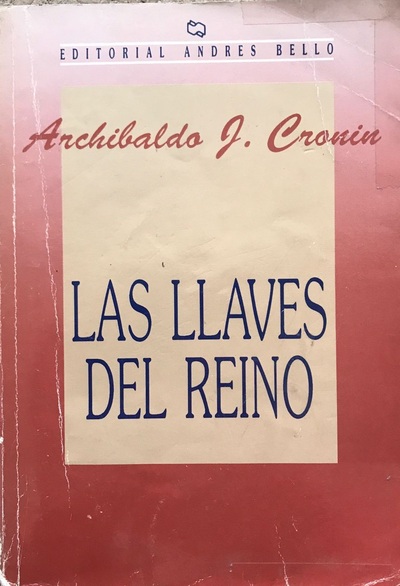 EDITORIAL ANDRES BELLO
Archibaldo J. Cronin
LAS LLAVES
DEL REINO